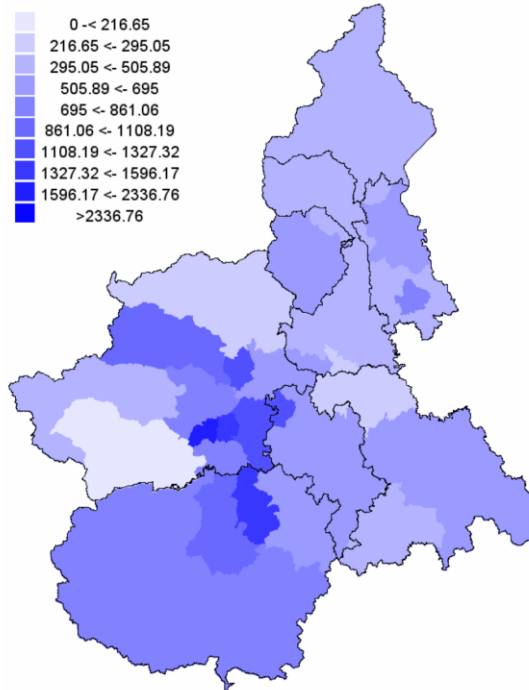 0 -< 216.65
216.65 <- 295.05
295.05 <- 505.89
505.89 <- 695
695 <- 861.06
861.06 <- 1108.19
1108.19 <- 1327.32
1327.32 <- 1596.17
1596.17 <- 2336.76
>2336.76